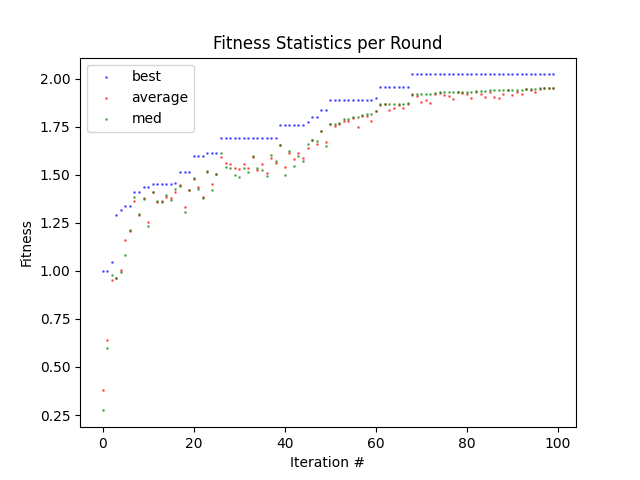 Fitness Statistics per Round
best
average
med
2.00
1.75
1.50
1.25
1.00
0.75
0.50
0.25
Fitness
0 20 40 60 80 100
Iteration #